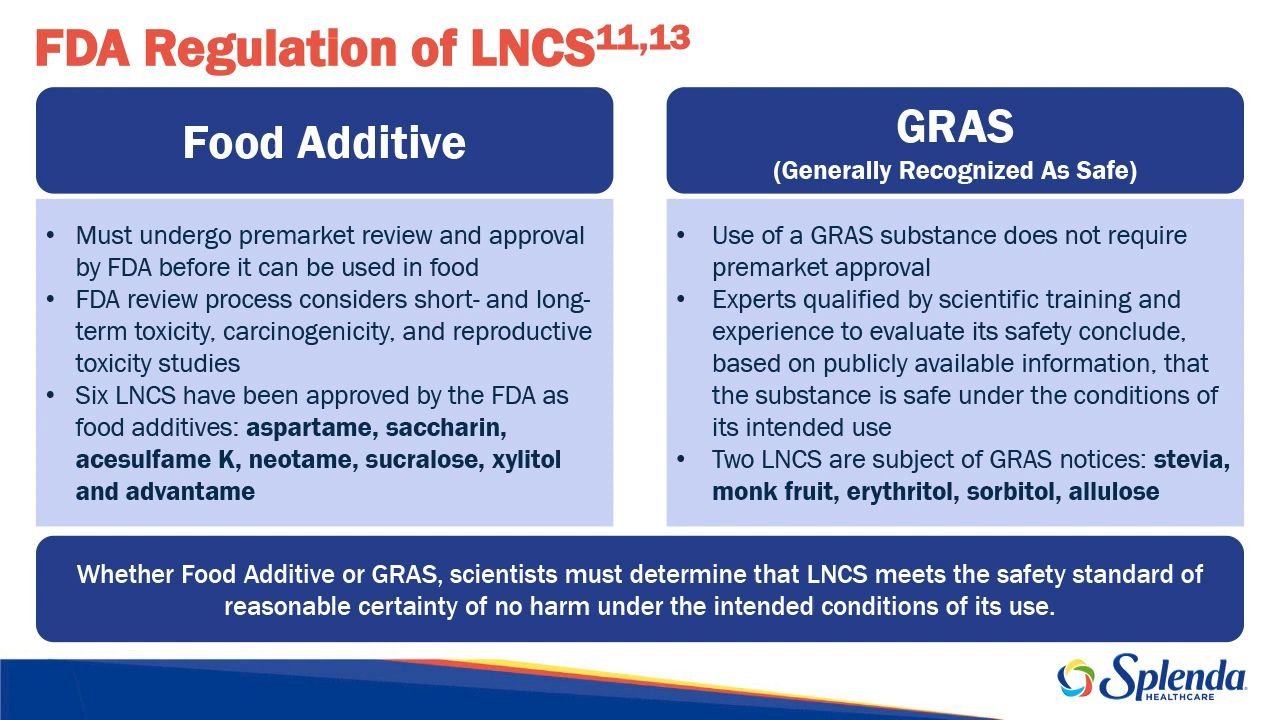 FDA Regulation of LNCS11,13
Food Additive
• Must undergo premarket review and approval
by FDA before it can be used in food
• FDA review process considers short- and long-
term toxicity, carcinogenicity, and reproductive
toxicity studies
• Six LNCS have been approved by the FDA as
food additives: aspartame, saccharin,
acesulfame K, neotame, sucralose, xylitol
and advantame
GRAS
(Generally Recognized As Safe)
• Use of a GRAS substance does not require
premarket approval
• Experts qualified by scientific training and
experience to evaluate its safety conclude,
based on publicly available information, that
the substance is safe under the conditions of
its intended use
• Two LNCS are subject of GRAS notices: stevia,
monk fruit, erythritol, sorbitol, allulose
Whether Food Additive or GRAS, scientists must determine that LNCS meets the safety standard of
reasonable certainty of no harm under the intended conditions of its use.
Splenda
HEALTHCARE